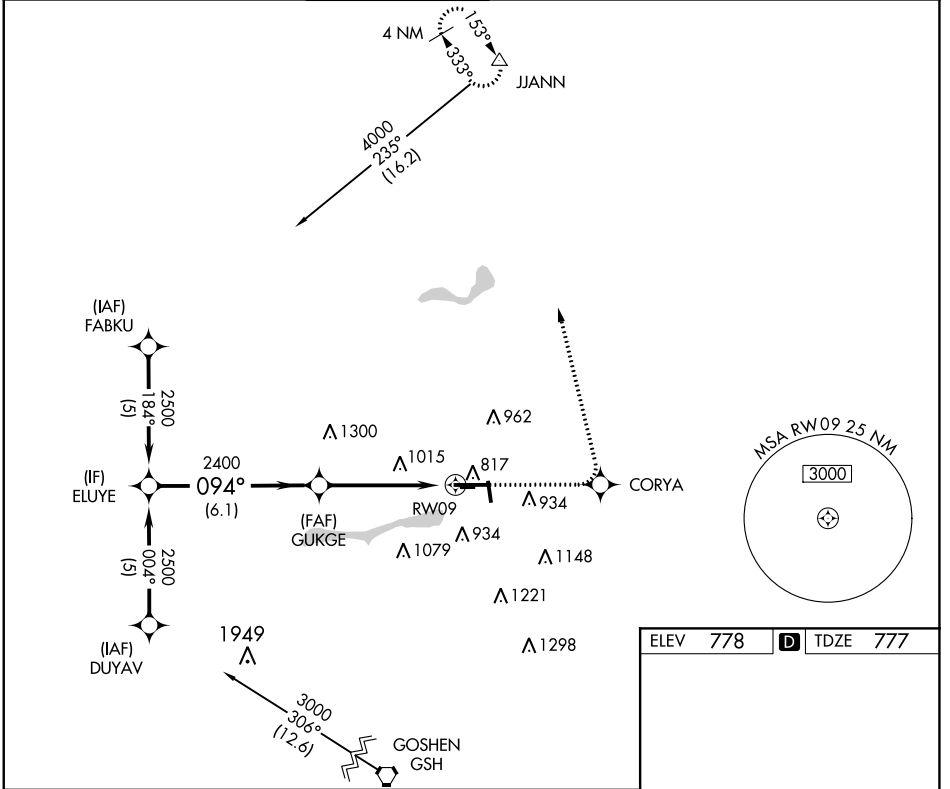 4 NM
153°
333°
JJANN
4000
235°
(16.2)
(IAF)
FABKU
2500
184°
(5)
1300
962
1015
817
MSA RW09 25 NM
3000
(IF)
ELUYE
2400
094°
(6.1)
(FAF)
GUKGE
RW09
934
CORYA
934
1079
1148
1221
1298
2500
004°
(5)
(IAF)
DUYAV
1949
3000
306°
(12.6)
GOSHEN
GSH
ELEV 778 D TDZE 777